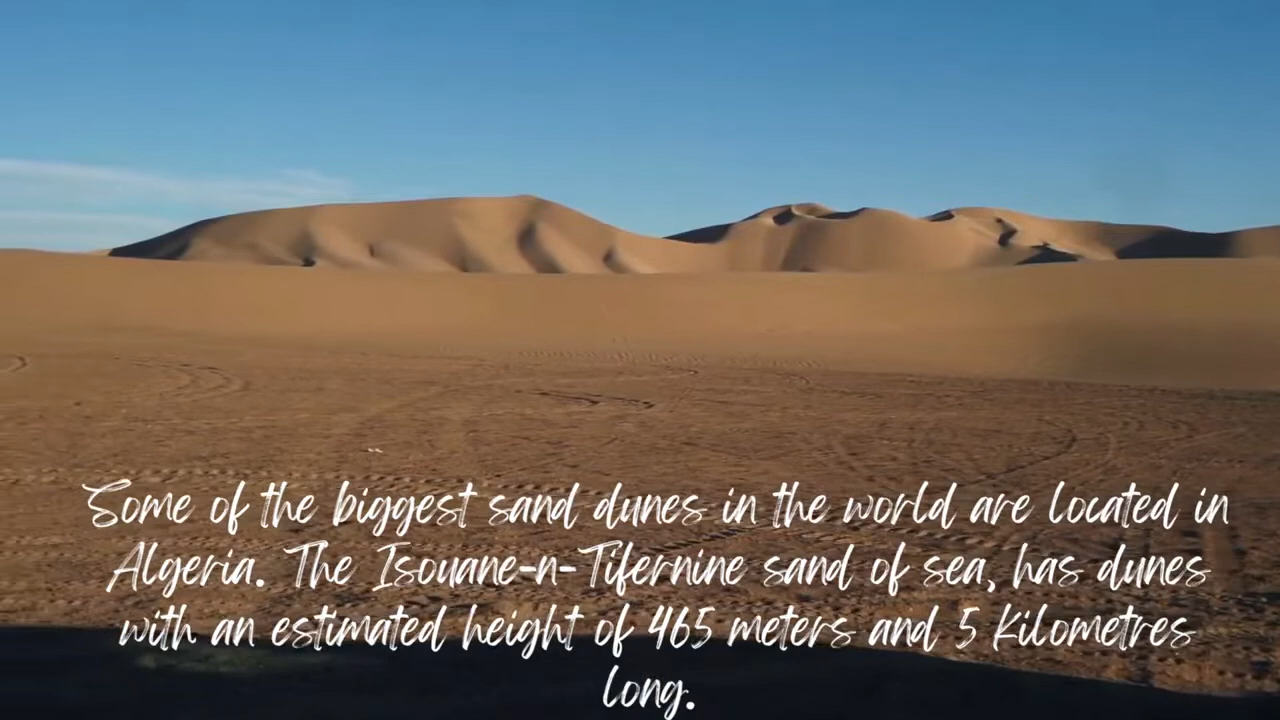 Some of the biggest sand dunes in the world are located in
Algeria. The Isouane-n-Tifernine sand of sea, has dunes
with an estimated height of 465 meters and 5 Kilometres
long.